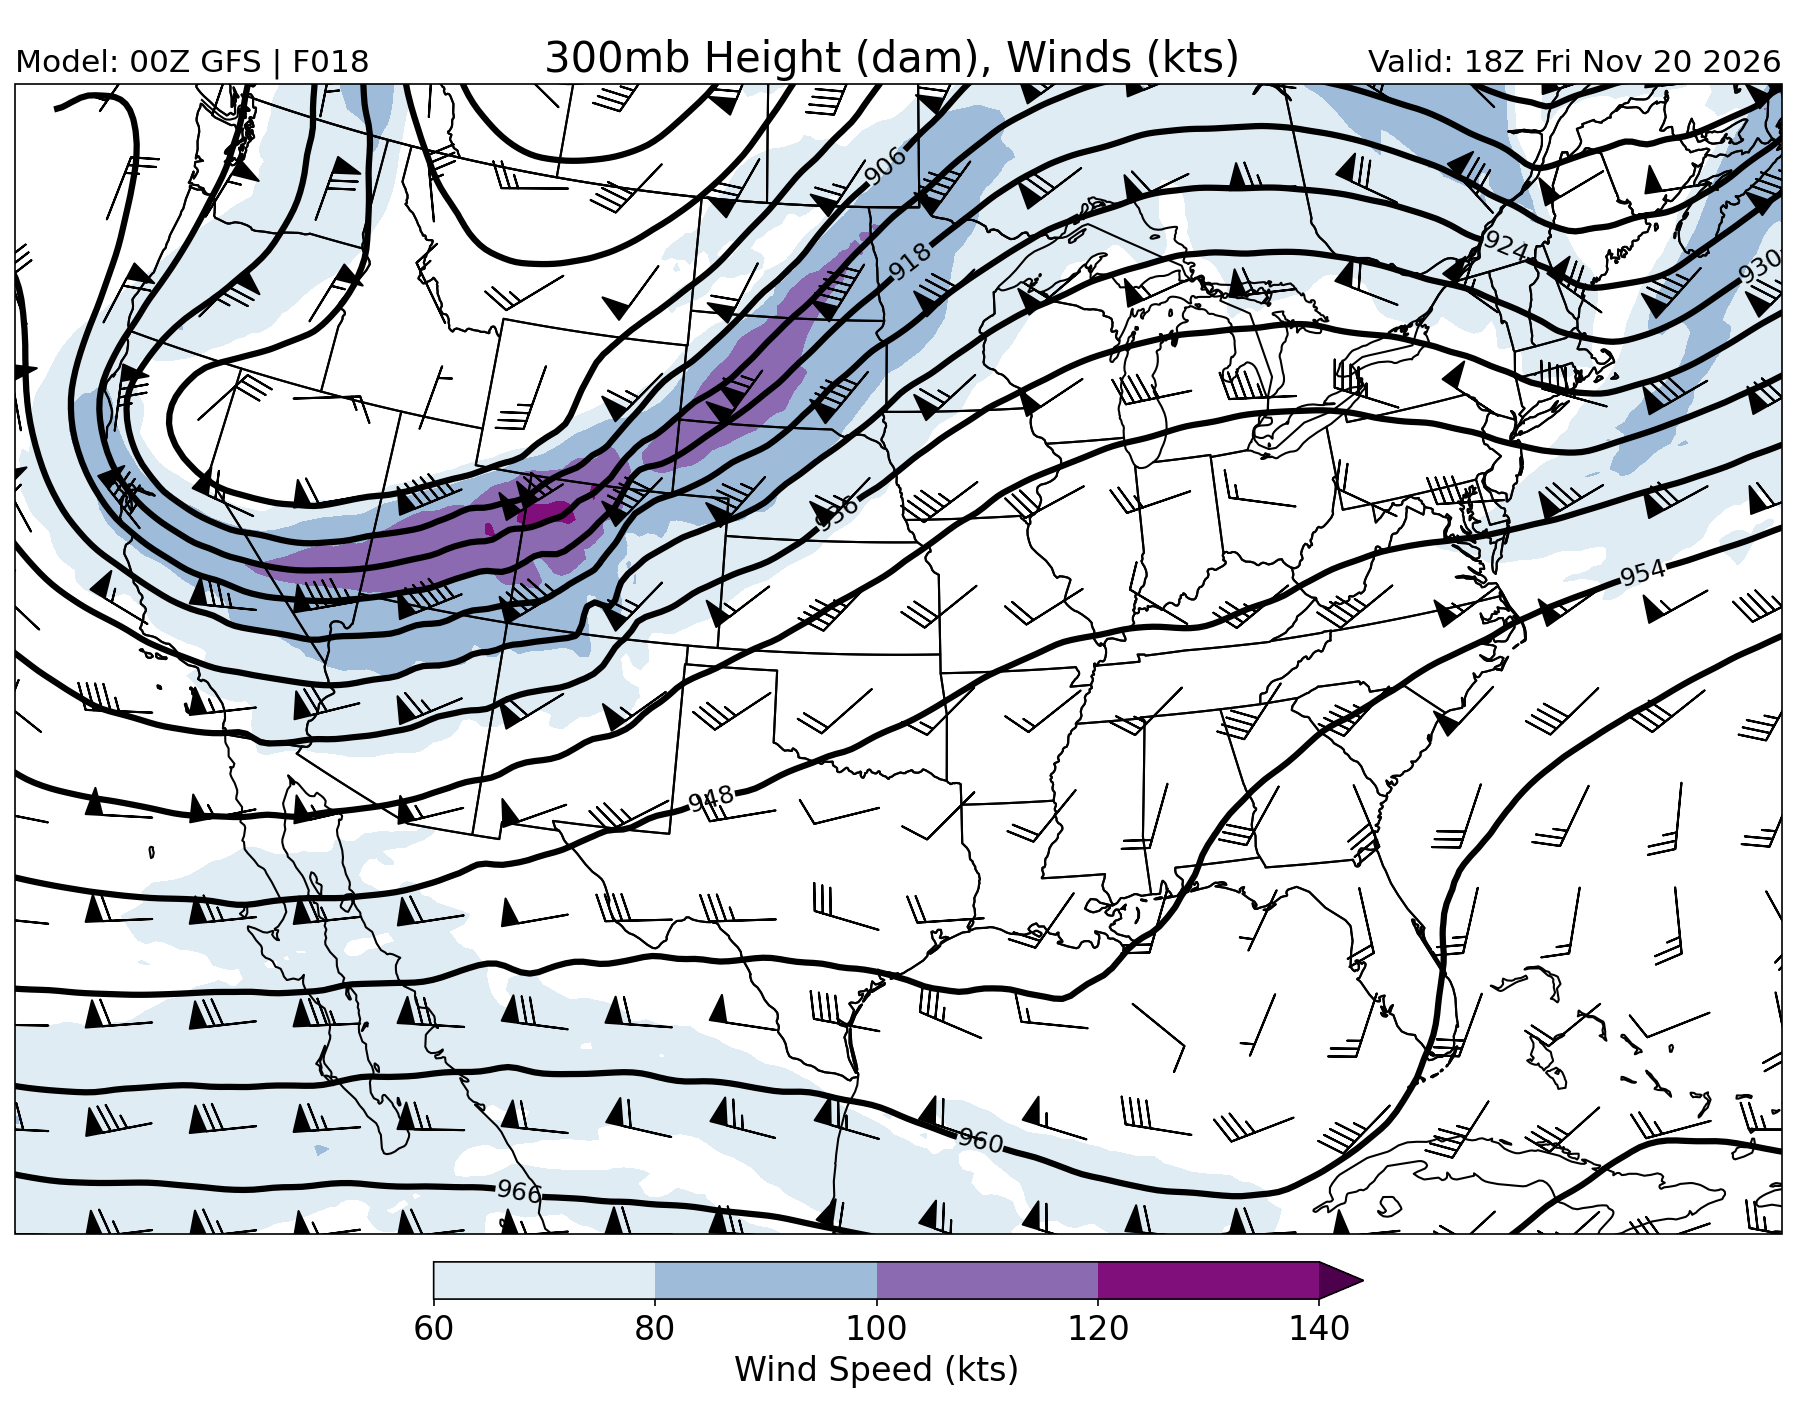 Model: 00Z GFS | F018
300mb Height (dam), Winds (kts)
Valid: 18Z Fri Nov 20 2026
906
918
924
930
936
954
948
960
966
60 80 100 120 140
Wind Speed (kts)